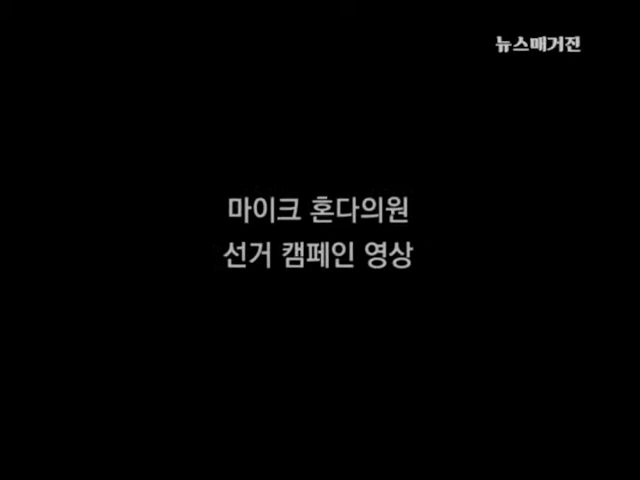 뉴스매거진
마이크 혼다의원
선거 캠페인 영상